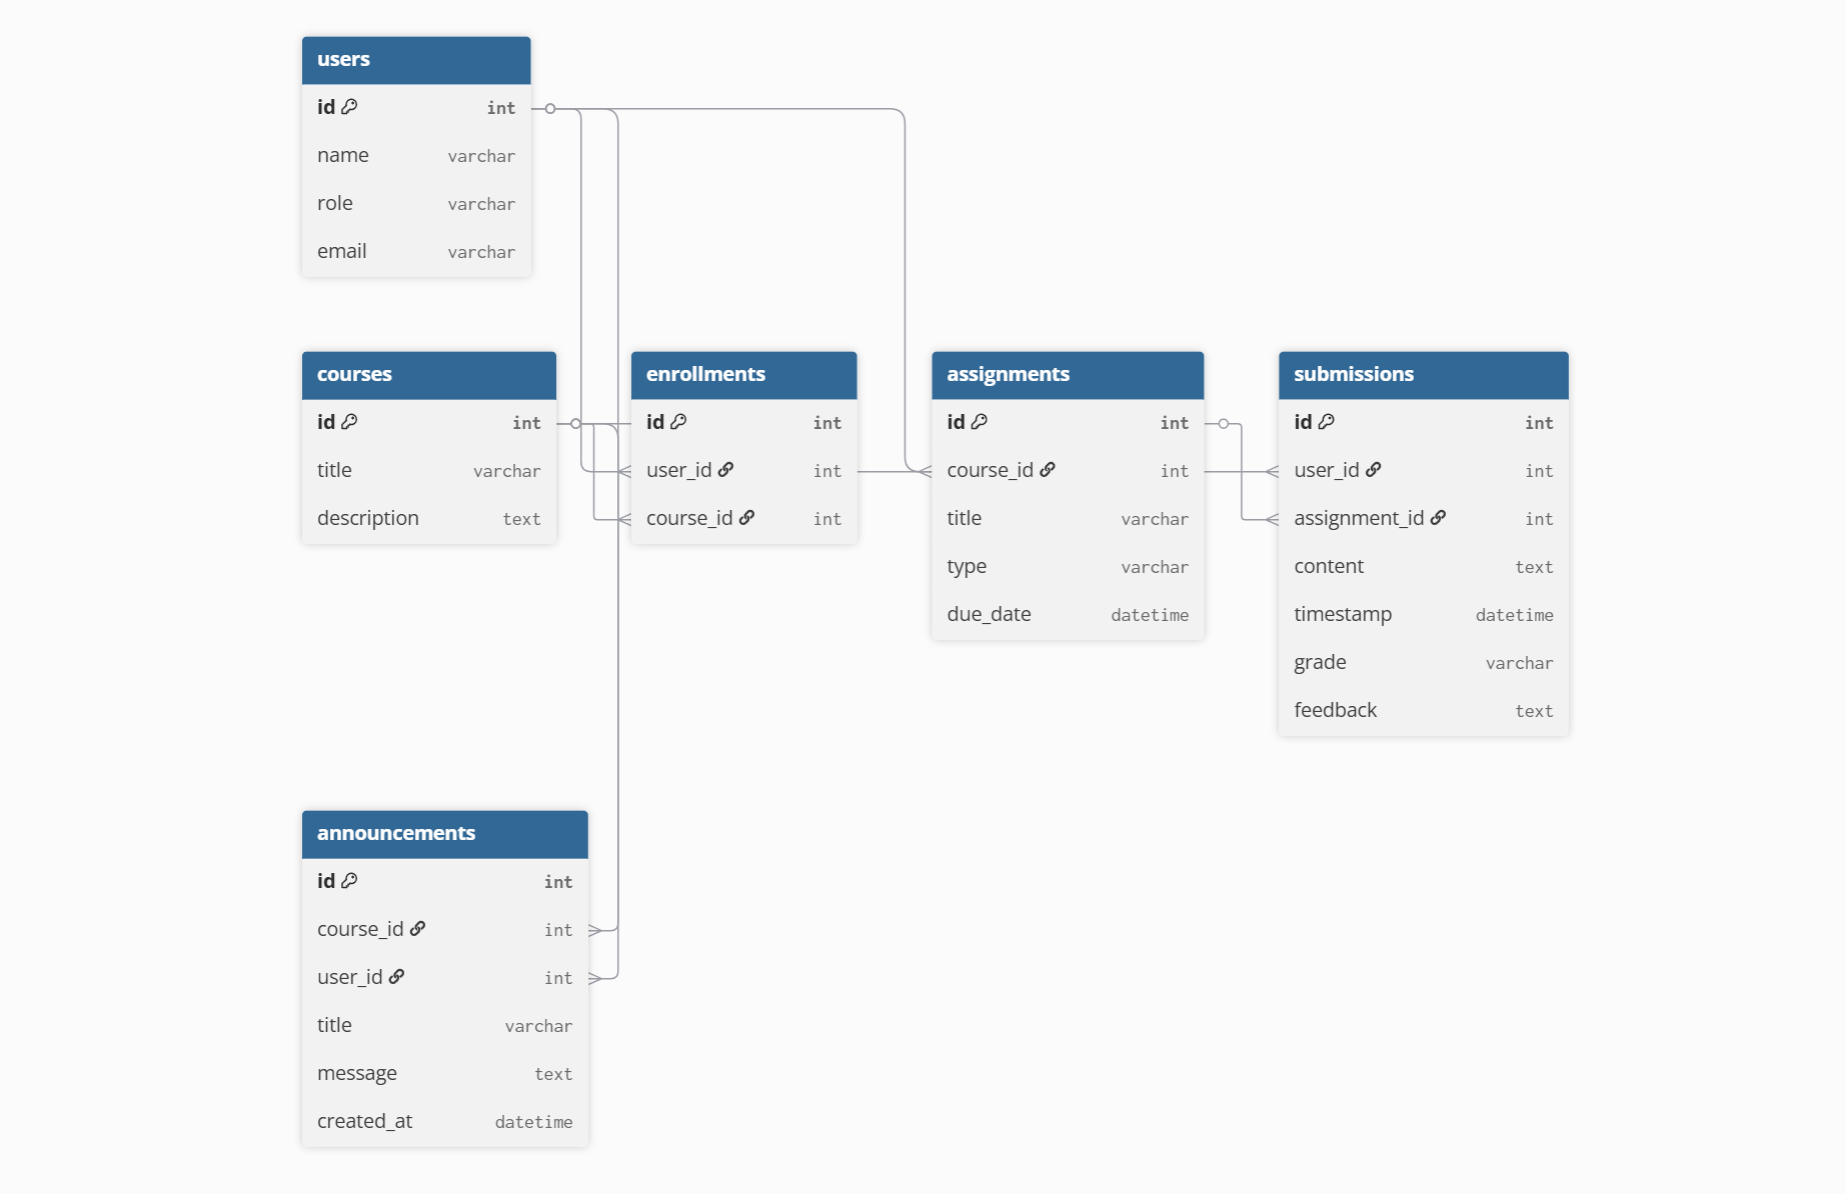 users
id int
name varchar
role varchar
email varchar
courses
id int
title varchar
description text
enrollments
id int
user_id int
course_id int
assignments
id int
course_id int
title varchar
type varchar
due_date datetime
submissions
id int
user_id int
assignment_id int
content text
timestamp datetime
grade varchar
feedback text
announcements
id int
course_id int
user_id int
title varchar
message text
created_at datetime